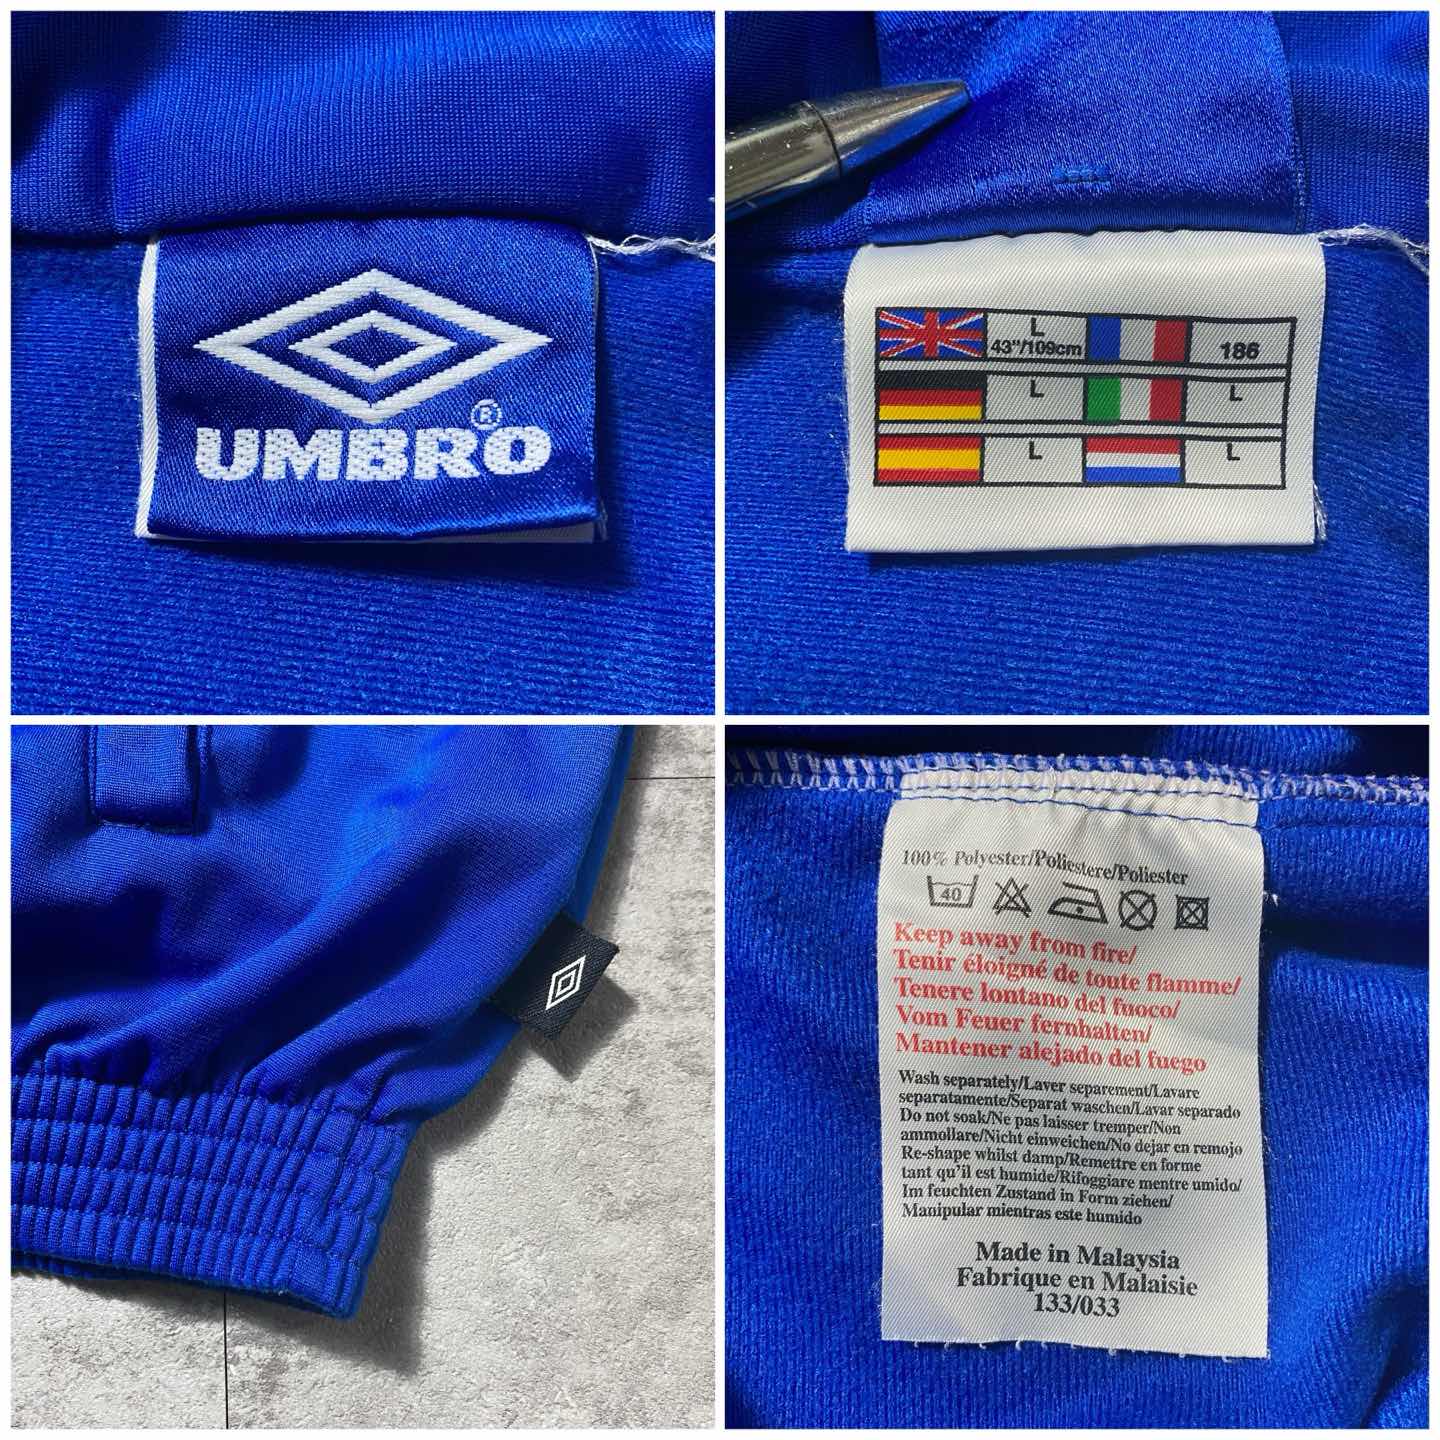 ®
UMBRO
L
43"/109cm
186
L
L
L
L
100% Polyester/Poliestere/Poliester
40
Keep away from fire/
Tenir éloigné de toute flamme/
Tenere lontano del fuoco/
Vom Feuer fernhalten/
Mantener alejado del fuego
Wash separately/Laver separement/Lavare
separatamente/Separat waschen/Lavar separado
Do not soak/Ne pas laisser tremper/Non
ammollare/Nicht einweichen/No dejar en remojo
Re-shape whilst damp/Remettre en forme
tant qu'il est humide/Rifoggiare mentre umido/
Im feuchten Zustand in Form ziehen/
Manipular mientras este humido
Made in Malaysia
Fabrique en Malaisie
133/033